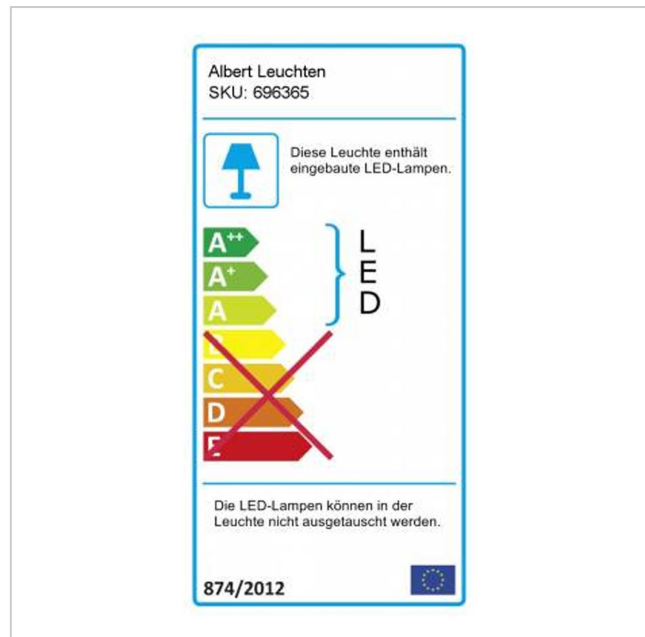 Albert Leuchten
SKU: 696365
Diese Leuchte enthält
eingebaute LED-Lampen.
A++
A+
A
B
C
D
E
L
E
D
Die LED-Lampen können in der
Leuchte nicht ausgetauscht werden.
874/2012